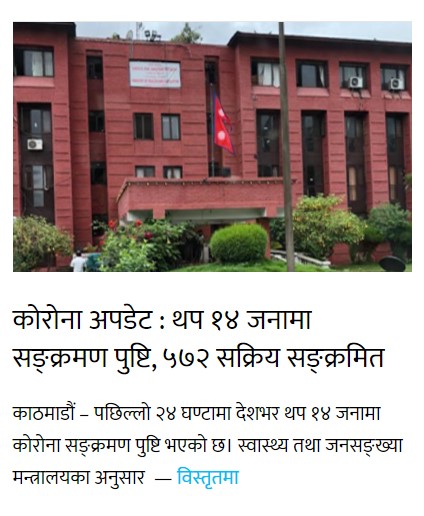 कोरोना अपडेट : थप १४ जनामा
सङ्क्रमण पुष्टि, ५७२ सक्रिय सङ्क्रमित
काठमाडौं – पछिल्लो २४ घण्टामा देशभर थप १४ जनामा
कोरोना सङ्क्रमण पुष्टि भएको छ। स्वास्थ्य तथा जनसङ्ख्या
मन्त्रालयका अनुसार — विस्तृतमा